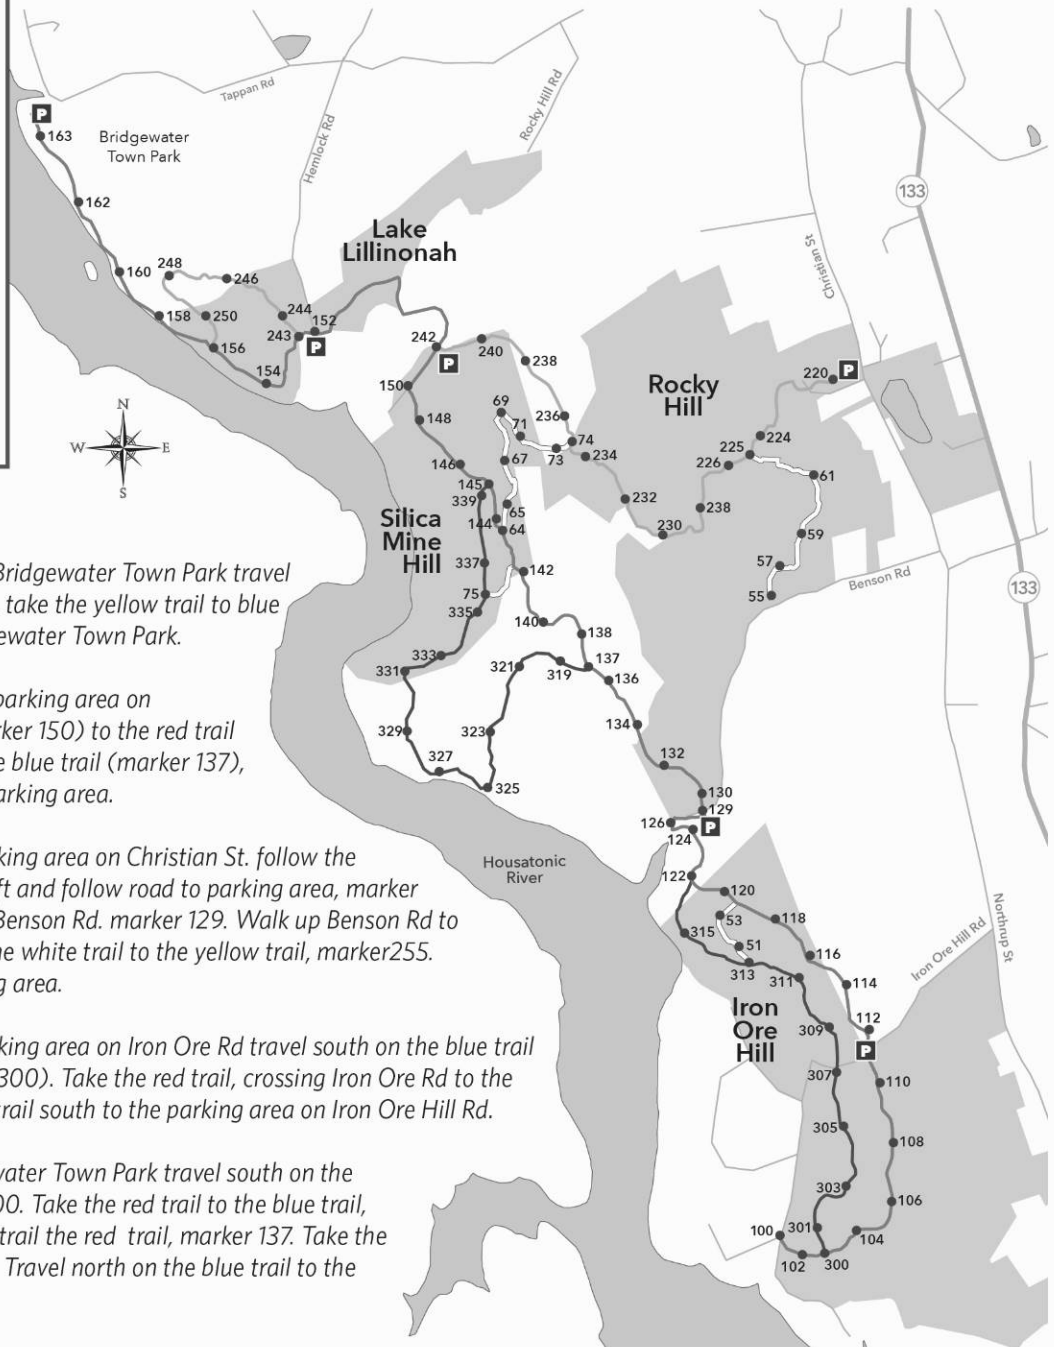 P
163
Bridgewater
Town Park
Tappan Rd
Hemlock Rd
Rocky Hill Rd
133
Christian St
162
Lake
Lillinonah
160
248
246
158
250
244
152
243
P
156
154
242
P
240
238
150
148
69
71
236
74
73
234
67
146
145
339
65
144
64
Rocky
Hill
220
P
224
225
226
61
232
238
230
59
57
55
Benson Rd
133
N
W
E
S
Silica
Mine
Hill
337
142
75
335
140
138
333
331
321
319
137
136
329
323
134
327
325
132
130
129
126
P
124
Housatonic
River
122
120
53
118
315
51
116
313
311
114
Iron
Ore
Hill
309
112
P
Iron Ore Hill Rd
Northrup St
307
110
305
108
303
106
100
301
104
102
300
Bridgewater Town Park travel
take the yellow trail to blue
ewater Town Park.
parking area on
rker 150) to the red trail
e blue trail (marker 137),
arking area.
king area on Christian St. follow the
ft and follow road to parking area, marker
Benson Rd. marker 129. Walk up Benson Rd to
he white trail to the yellow trail, marker255.
g area.
king area on Iron Ore Rd travel south on the blue trail
300). Take the red trail, crossing Iron Ore Rd to the
trail south to the parking area on Iron Ore Hill Rd.
water Town Park travel south on the
00. Take the red trail to the blue trail,
trail the red  trail, marker 137. Take the
Travel north on the blue trail to the